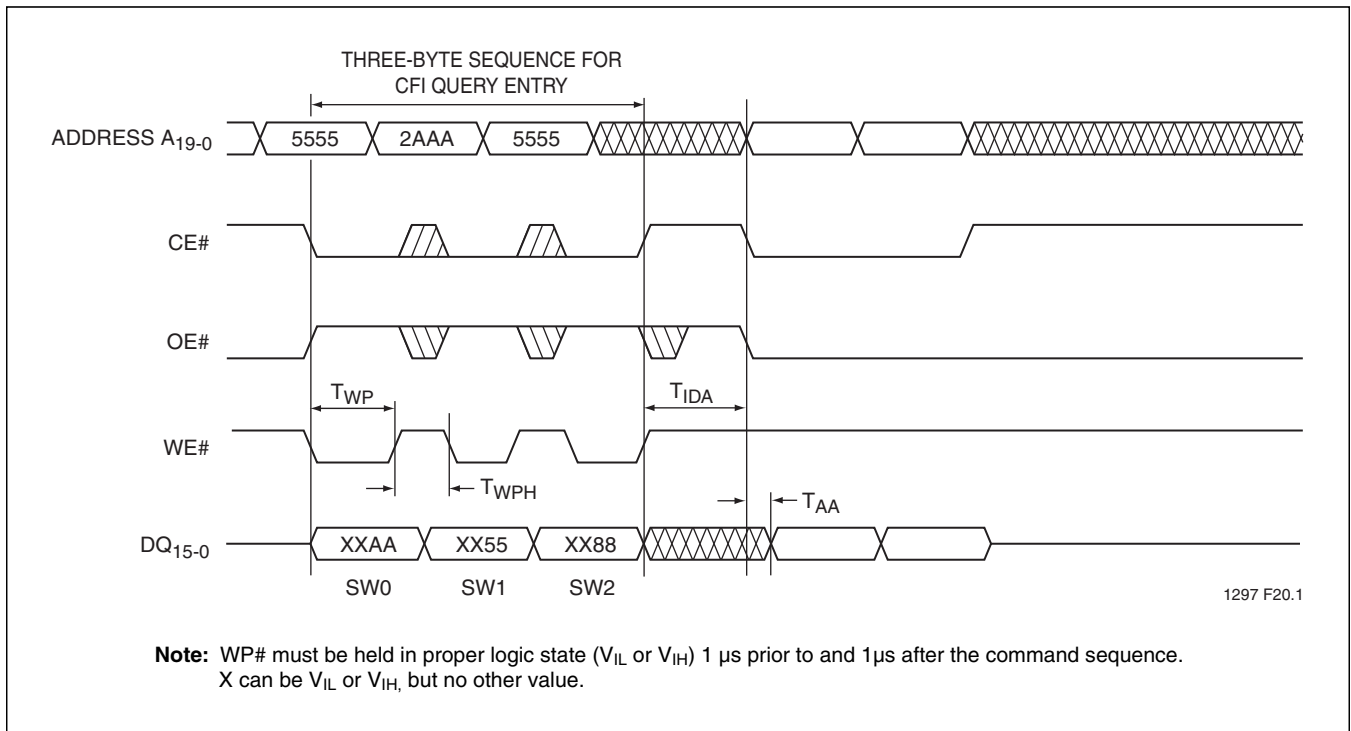 THREE-BYTE SEQUENCE FOR
CFI QUERY ENTRY
ADDRESS A19-0
5555 2AAA 5555
CE#
OE#
TWP TIDA
WE#
TWPH TAA
DQ15-0
XXAA XX55 XX88
SW0 SW1 SW2
1297 F20.1
Note: WP# must be held in proper logic state (VIL or VIH) 1 µs prior to and 1µs after the command sequence.
X can be VIL or VIH, but no other value.